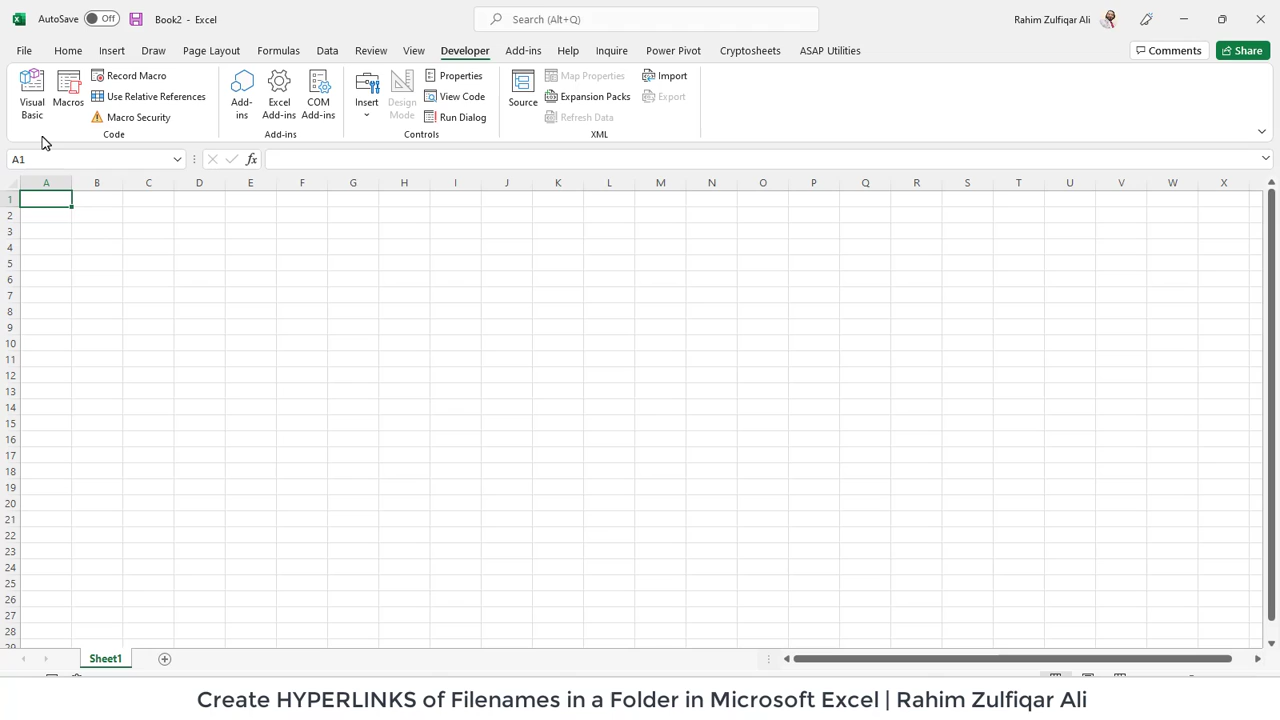 AutoSave Off Book2 - Excel Search (Alt+Q) Rahim Zulfiqar Ali
File Home Insert Draw Page Layout Formulas Data Review View Developer Add-ins Help Inquire Power Pivot Cryptosheets ASAP Utilities Comments Share
Visual Basic
Macros
Record Macro
Use Relative References
Macro Security
Code
Add-ins
Excel Add-ins
COM Add-ins
Add-ins
Insert
Design Mode
Properties
View Code
Run Dialog
Controls
Source
Map Properties
Expansion Packs
Refresh Data
Import
Export
XML
A1 fx
A B C D E F G H I J K L M N O P Q R S T U V W X
1
2
3
4
5
6
7
8
9
10
11
12
13
14
15
16
17
18
19
20
21
22
23
24
25
26
27
28
29
Sheet1
Create HYPERLINKS of Filenames in a Folder in Microsoft Excel | Rahim Zulfiqar Ali